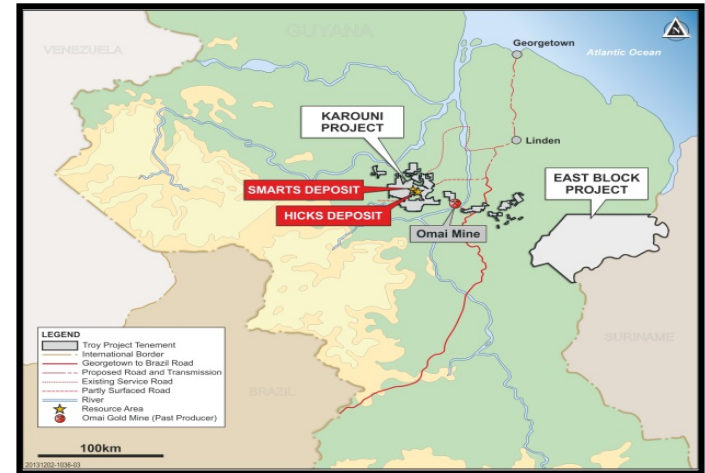 GUYANA
VENEZUELA
Georgetown
Atlantic Ocean
N
KAROUNI
PROJECT
Linden
SMARTS DEPOSIT
HICKS DEPOSIT
EAST BLOCK
PROJECT
Omai Mine
SURINAME
BRAZIL
LEGEND
Troy Project Tenement
International Border
Georgetown to Brazil Road
Proposed Road and Transmission
Existing Service Road
Partly Surfaced Road
River
Resource Area
Omai Gold Mine (Past Producer)
100km
20131202-1036-03